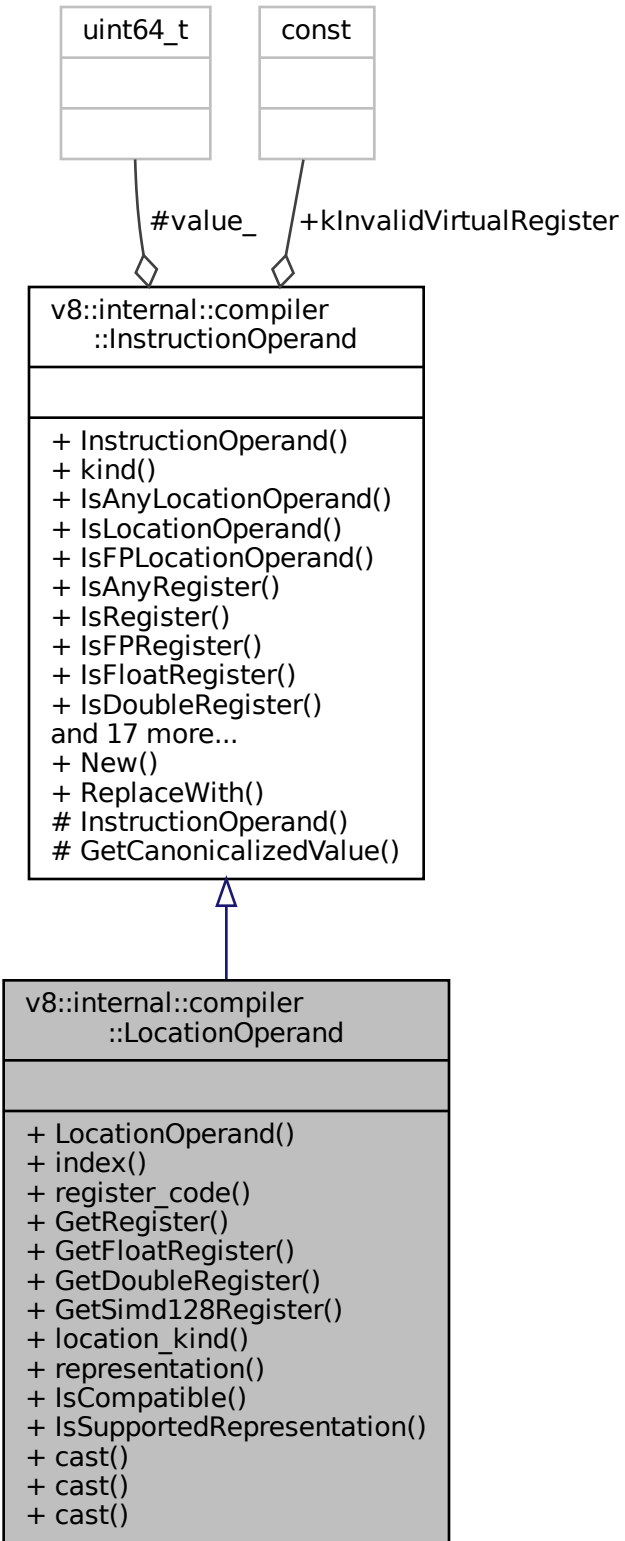 uint64_t
const
#value_
+kInvalidVirtualRegister
v8::internal::compiler
::InstructionOperand
+ InstructionOperand()
+ kind()
+ IsAnyLocationOperand()
+ IsLocationOperand()
+ IsFPLocationOperand()
+ IsAnyRegister()
+ IsRegister()
+ IsFPRegister()
+ IsFloatRegister()
+ IsDoubleRegister()
and 17 more...
+ New()
+ ReplaceWith()
# InstructionOperand()
# GetCanonicalizedValue()
v8::internal::compiler
::LocationOperand
+ LocationOperand()
+ index()
+ register_code()
+ GetRegister()
+ GetFloatRegister()
+ GetDoubleRegister()
+ GetSimd128Register()
+ location_kind()
+ representation()
+ IsCompatible()
+ IsSupportedRepresentation()
+ cast()
+ cast()
+ cast()